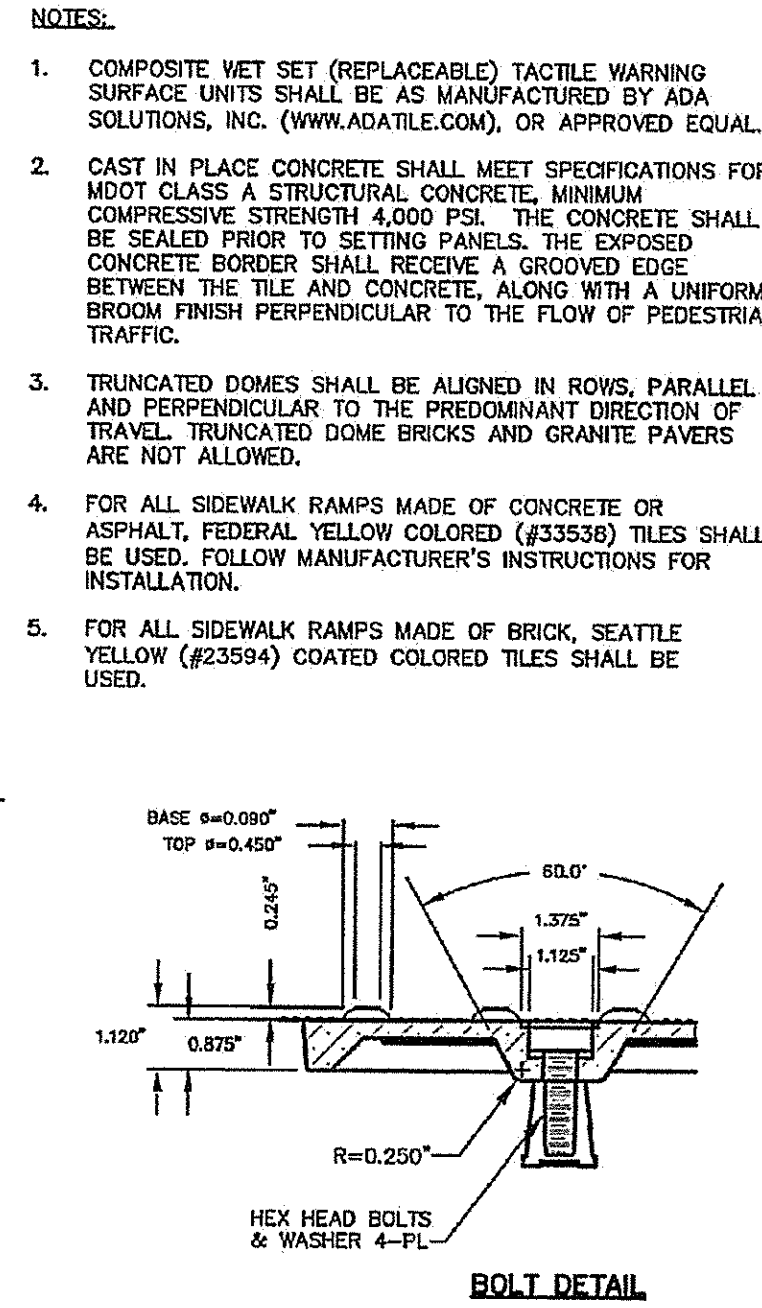 NOTES:
1. COMPOSITE WET SET (REPLACEABLE) TACTILE WARNING
SURFACE UNITS SHALL BE AS MANUFACTURED BY ADA
SOLUTIONS, INC. (WWW.ADATILE.COM), OR APPROVED EQUAL.
2. CAST IN PLACE CONCRETE SHALL MEET SPECIFICATIONS FOR
MDOT CLASS A STRUCTURAL CONCRETE, MINIMUM
COMPRESSIVE STRENGTH 4,000 PSI. THE CONCRETE SHALL
BE SEALED PRIOR TO SETTING PANELS. THE EXPOSED
CONCRETE BORDER SHALL RECEIVE A GROOVED EDGE
BETWEEN THE TILE AND CONCRETE, ALONG WITH A UNIFORM
BROOM FINISH PERPENDICULAR TO THE FLOW OF PEDESTRIA
TRAFFIC.
3. TRUNCATED DOMES SHALL BE ALIGNED IN ROWS, PARALLEL
AND PERPENDICULAR TO THE PREDOMINANT DIRECTION OF
TRAVEL. TRUNCATED DOME BRICKS AND GRANITE PAVERS
ARE NOT ALLOWED.
4. FOR ALL SIDEWALK RAMPS MADE OF CONCRETE OR
ASPHALT, FEDERAL YELLOW COLORED (#33538) TILES SHALL
BE USED. FOLLOW MANUFACTURER'S INSTRUCTIONS FOR
INSTALLATION.
5. FOR ALL SIDEWALK RAMPS MADE OF BRICK, SEATTLE
YELLOW (#23594) COATED COLORED TILES SHALL BE
USED.
BASE ø=0.090"
TOP ø=0.450"
0.245"
60.0°
1.375"
1.125"
1.120"
0.875"
R=0.250"
HEX HEAD BOLTS
& WASHER 4-PL
BOLT DETAIL